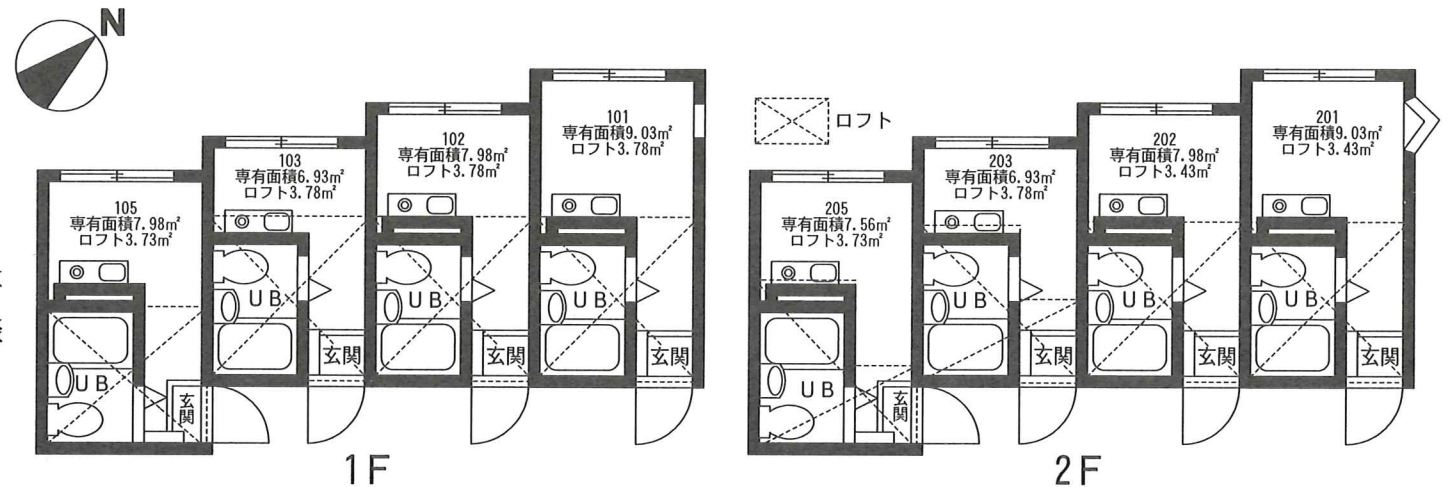 N
101
専有面積9.03㎡
ロフト3.78㎡
102
専有面積7.98㎡
ロフト3.78㎡
103
専有面積6.93㎡
ロフト3.78㎡
105
専有面積7.98㎡
ロフト3.73㎡
UB
UB
UB
UB
玄関
玄関
玄関
玄関
1F
ロフト
201
専有面積9.03㎡
ロフト3.43㎡
202
専有面積7.98㎡
ロフト3.43㎡
203
専有面積6.93㎡
ロフト3.78㎡
205
専有面積7.56㎡
ロフト3.73㎡
UB
UB
UB
UB
玄関
玄関
玄関
玄関
2F